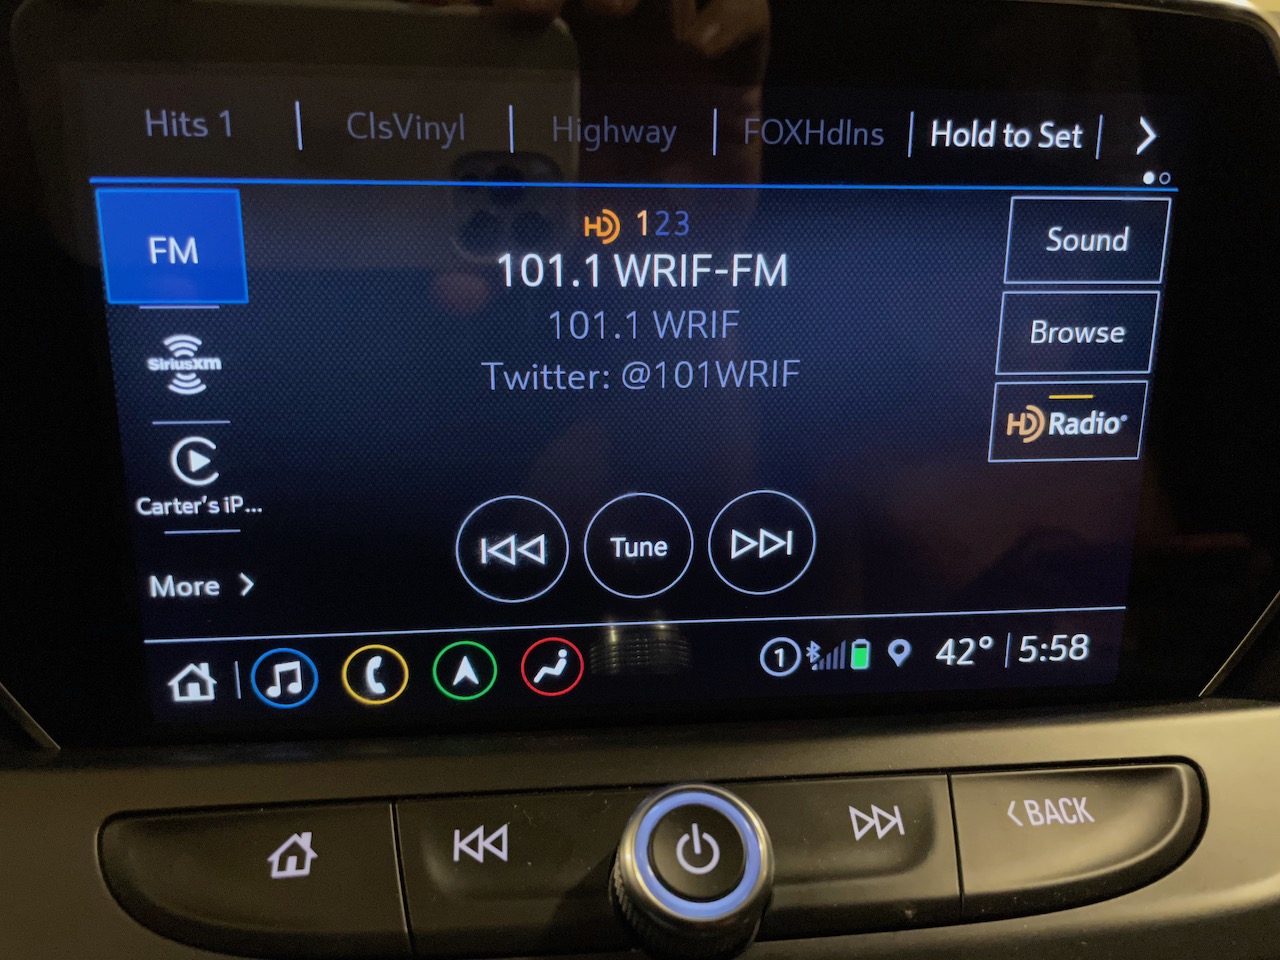 Hits 1 | ClsVinyl | Highway | FOXHdlns | Hold to Set |
FM
HD 123
101.1 WRIF-FM
101.1 WRIF
Twitter: @101WRIF
Sound
Browse
HD Radio®
SiriusXM
Carter's iP...
More
Tune
1
42° | 5:58
BACK